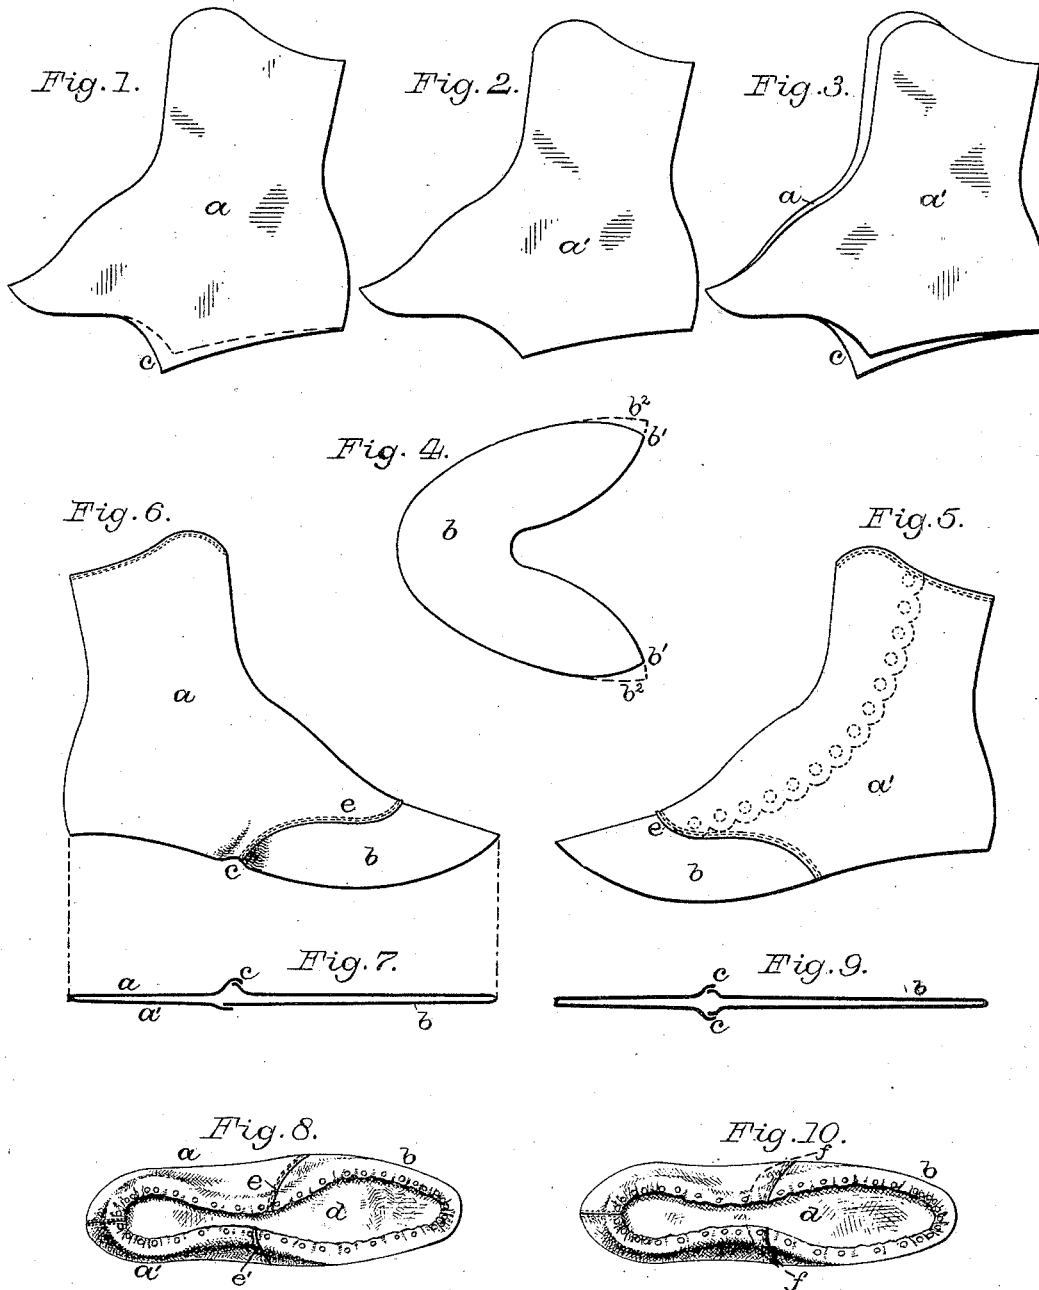 Fig. 1.
Fig. 2.
Fig. 3.
a
a'
a
a'
c
c
Fig. 4.
b²
b'
b
b'
b²
Fig. 6.
Fig. 5.
a
a'
e
e
b
b
c
Fig. 7.
Fig. 9.
a
c
c
b
a'
b
c
Fig. 8.
Fig. 10.
a
b
f
b
e
d
d
a'
e'
f